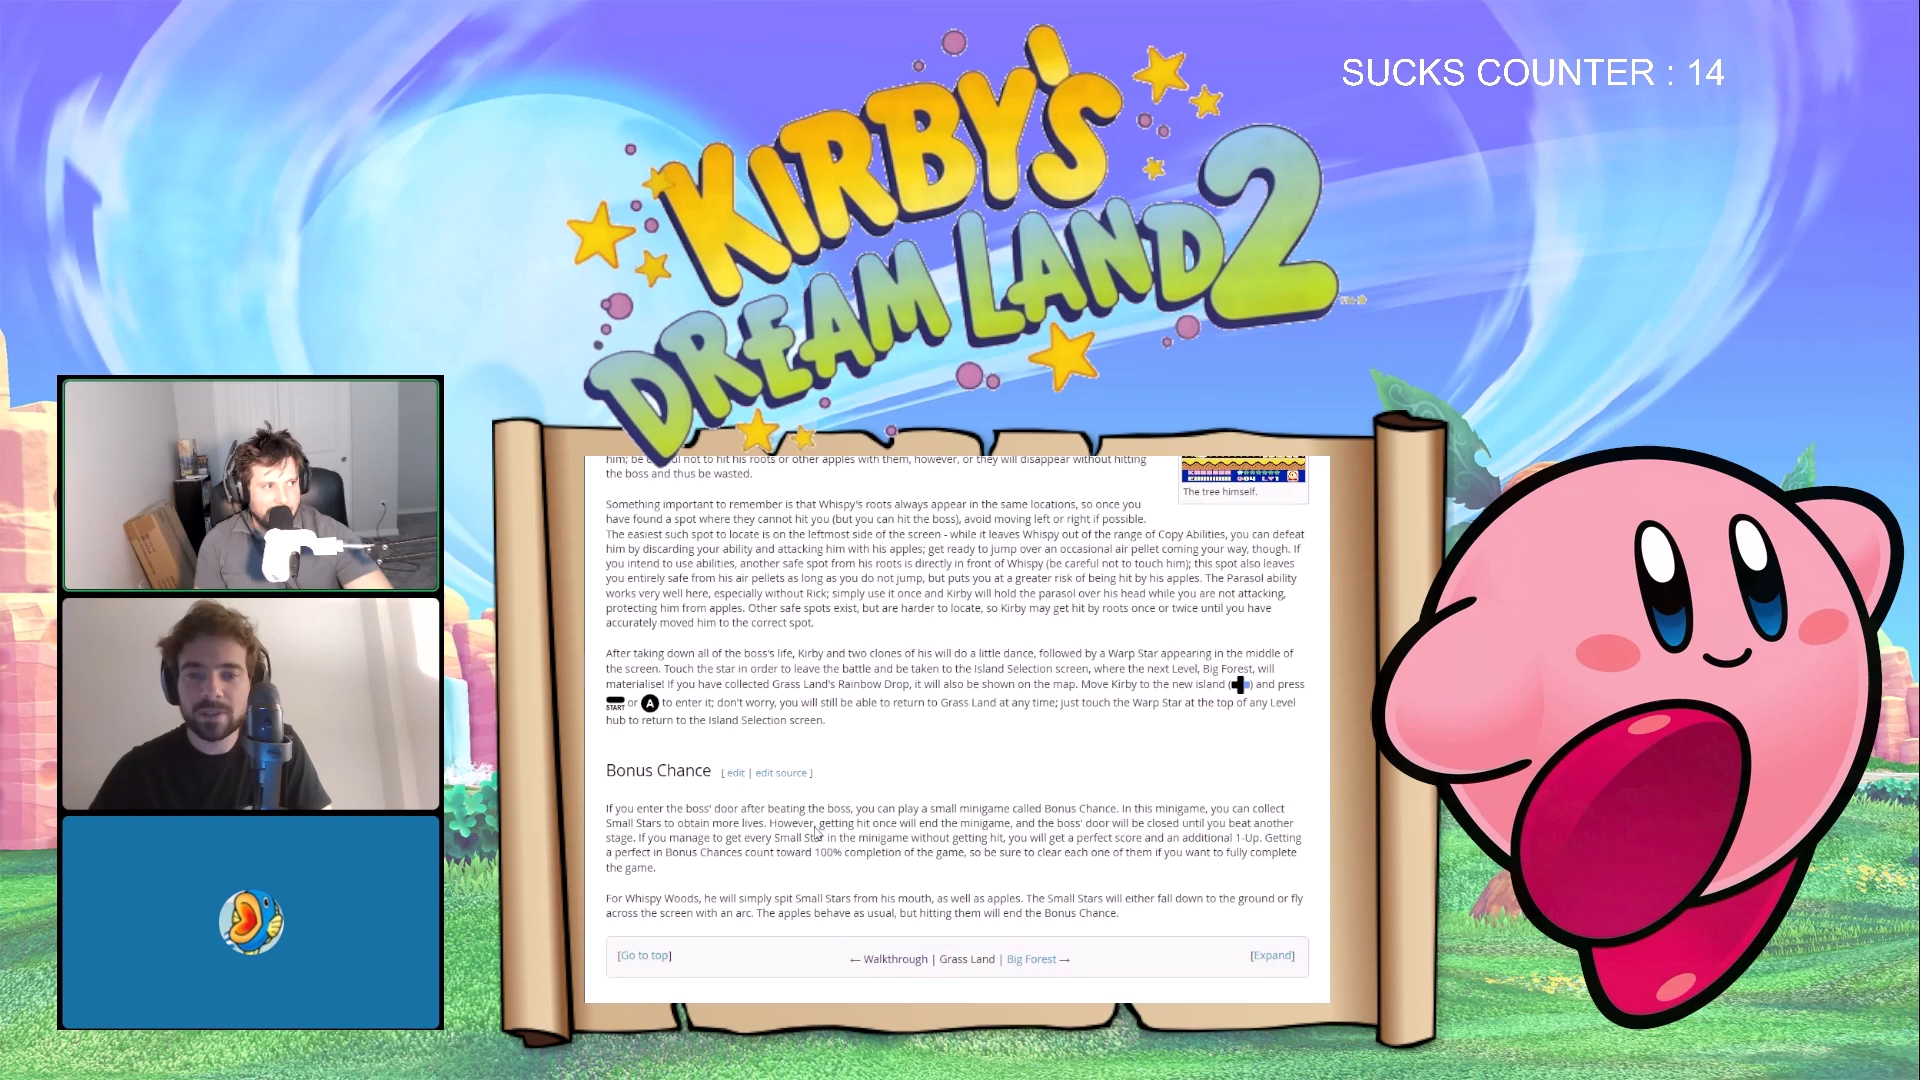 SUCKS COUNTER : 14
KIRBY'S
DREAM LAND 2
him; be not to hit his roots or other apples with them, however, or they will disappear without hitting
the boss and thus be wasted.
The tree himself.
Something important to remember is that Whispy's roots always appear in the same locations, so once you
have found a spot where they cannot hit you (but you can hit the boss), avoid moving left or right if possible.
The easiest such spot to locate is on the leftmost side of the screen - while it leaves Whispy out of the range of Copy Abilities, you can defeat
him by discarding your ability and attacking him with his apples; get ready to jump over an occasional air pellet coming your way, though. If
you intend to use abilities, another safe spot from his roots is directly in front of Whispy (be careful not to touch him); this spot also leaves
you entirely safe from his air pellets as long as you do not jump, but puts you at a greater risk of being hit by his apples. The Parasol ability
works very well here, especially without Rick; simply use it once and Kirby will hold the parasol over his head while you are not attacking,
protecting him from apples. Other safe spots exist, but are harder to locate, so Kirby may get hit by roots once or twice until you have
accurately moved him to the correct spot.
After taking down all of the boss's life, Kirby and two clones of his will do a little dance, followed by a Warp Star appearing in the middle of
the screen. Touch the star in order to leave the battle and be taken to the Island Selection screen, where the next Level, Big Forest, will
materialise! If you have collected Grass Land's Rainbow Drop, it will also be shown on the map. Move Kirby to the new island ( ) and press
START or A to enter it; don't worry, you will still be able to return to Grass Land at any time; just touch the Warp Star at the top of any Level
hub to return to the Island Selection screen.
Bonus Chance [ edit | edit source ]
If you enter the boss' door after beating the boss, you can play a small minigame called Bonus Chance. In this minigame, you can collect
Small Stars to obtain more lives. However, getting hit once will end the minigame, and the boss' door will be closed until you beat another
stage. If you manage to get every Small Star in the minigame without getting hit, you will get a perfect score and an additional 1-Up. Getting
a perfect in Bonus Chances count toward 100% completion of the game, so be sure to clear each one of them if you want to fully complete
the game.
For Whispy Woods, he will simply spit Small Stars from his mouth, as well as apples. The Small Stars will either fall down to the ground or fly
across the screen with an arc. The apples behave as usual, but hitting them will end the Bonus Chance.
[Go to top] ← Walkthrough | Grass Land | Big Forest → [Expand]